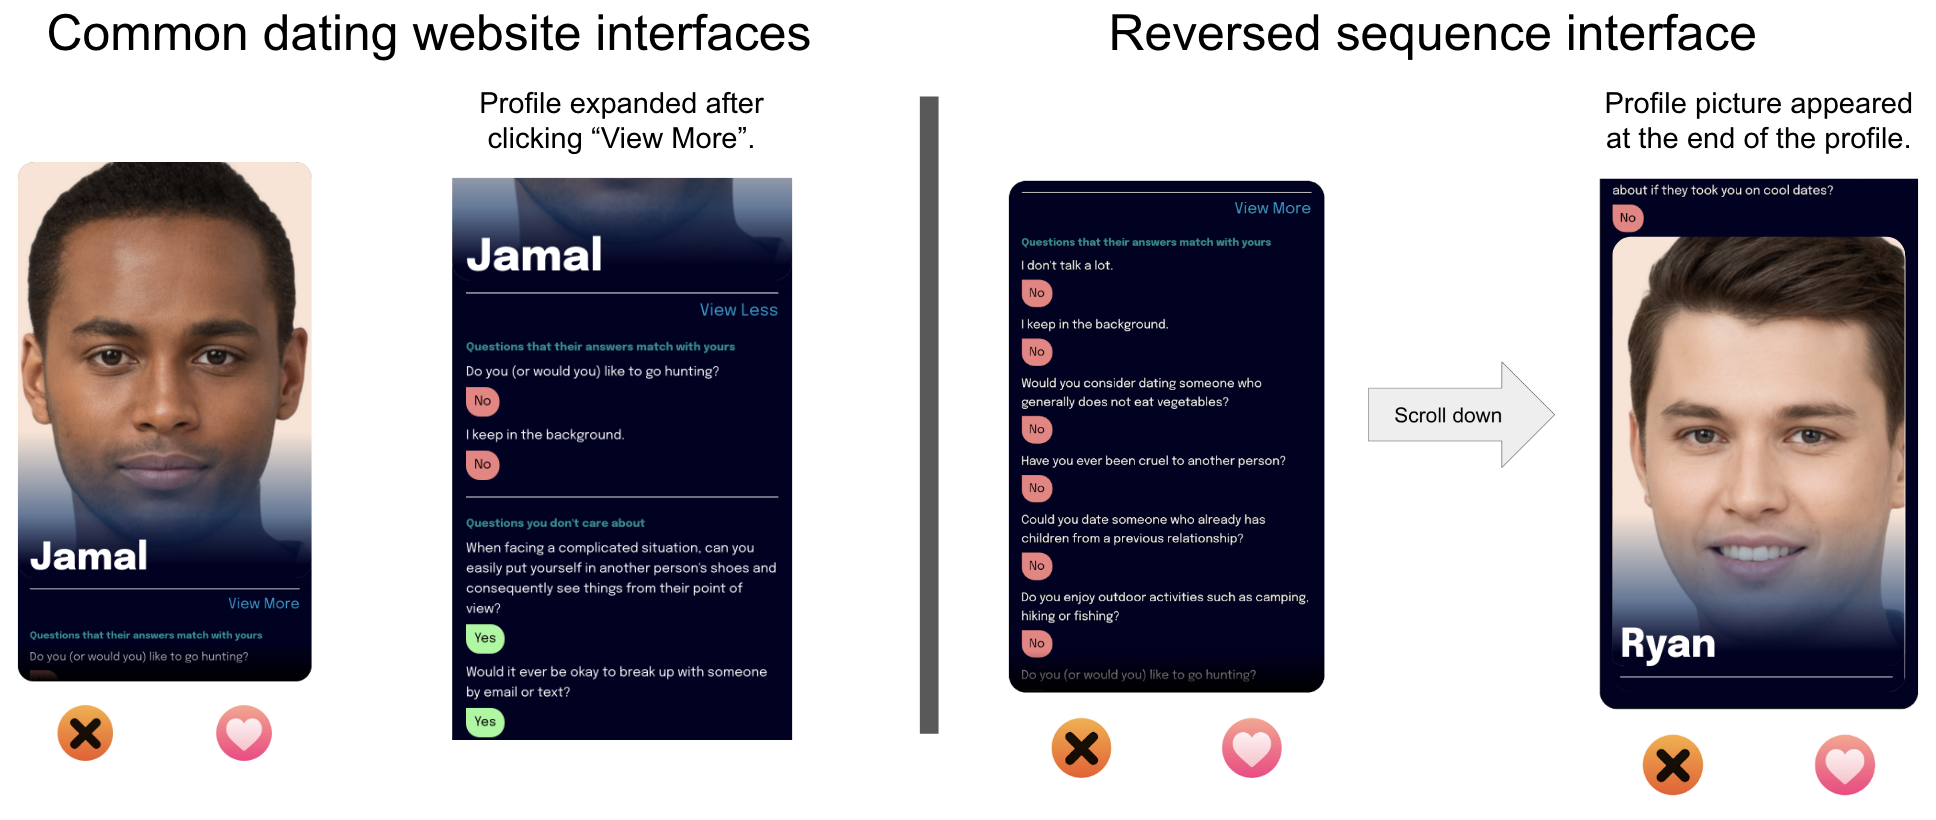 Common dating website interfaces
Jamal
View More
Questions that their answers match with yours
Do you (or would you) like to go hunting?
Profile expanded after
clicking “View More”.
Jamal
View Less
Questions that their answers match with yours
Do you (or would you) like to go hunting?
No
I keep in the background.
No
Questions you don't care about
When facing a complicated situation, can you
easily put yourself in another person's shoes and
consequently see things from their point of
view?
Yes
Would it ever be okay to break up with someone
by email or text?
Yes
Reversed sequence interface
View More
Questions that their answers match with yours
I don't talk a lot.
No
I keep in the background.
No
Would you consider dating someone who
generally does not eat vegetables?
No
Have you ever been cruel to another person?
No
Could you date someone who already has
children from a previous relationship?
No
Do you enjoy outdoor activities such as camping,
hiking or fishing?
No
Do you (or would you) like to go hunting?
Scroll down
Profile picture appeared
at the end of the profile.
about if they took you on cool dates?
No
Ryan